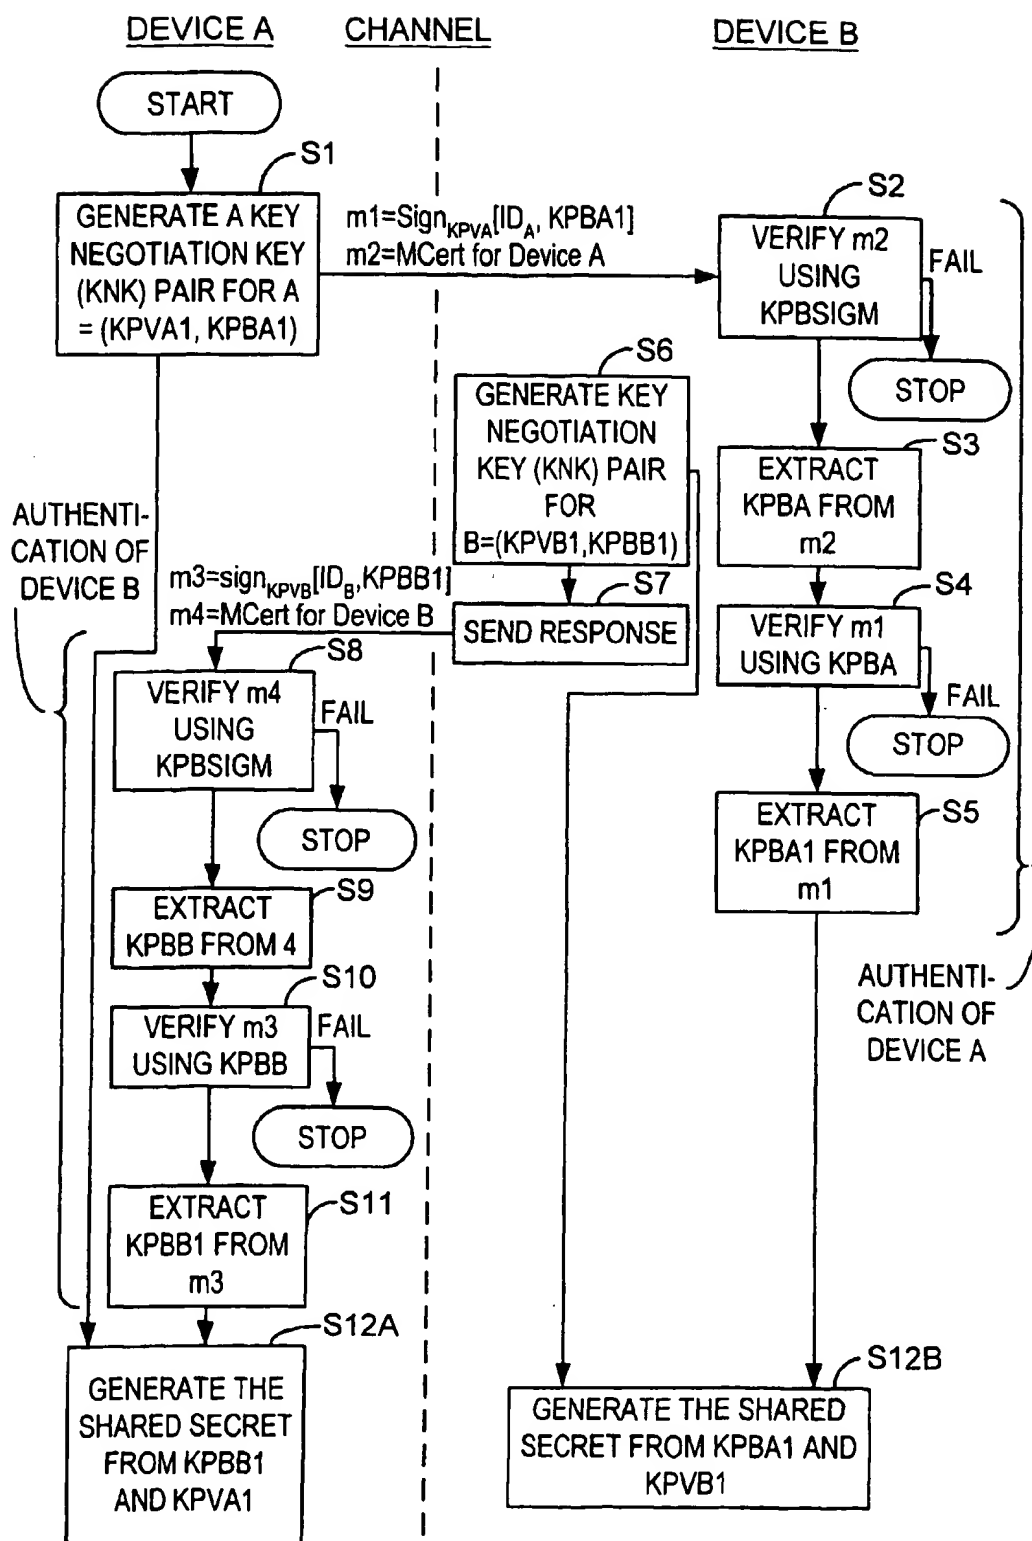 DEVICE A
CHANNEL
DEVICE B
START
S1
GENERATE A KEY
NEGOTIATION KEY
(KNK) PAIR FOR A
= (KPVA1, KPBA1)
m1=Sign_KPVA[ID_A, KPBA1]
m2=MCert for Device A
S2
VERIFY m2
USING
KPBSIGM
FAIL
STOP
S3
EXTRACT
KPBA FROM
m2
S4
VERIFY m1
USING KPBA
FAIL
STOP
S5
EXTRACT
KPBA1 FROM
m1
AUTHENTI-
CATION OF
DEVICE A
S6
GENERATE KEY
NEGOTIATION
KEY (KNK) PAIR
FOR
B=(KPVB1,KPBB1)
S7
SEND RESPONSE
m3=sign_KPVB[ID_B,KPBB1]
m4=MCert for Device B
AUTHENTI-
CATION OF
DEVICE B
S8
VERIFY m4
USING
KPBSIGM
FAIL
STOP
S9
EXTRACT
KPBB FROM 4
S10
VERIFY m3
USING KPBB
FAIL
STOP
S11
EXTRACT
KPBB1 FROM
m3
S12A
GENERATE THE
SHARED SECRET
FROM KPBB1
AND KPVA1
S12B
GENERATE THE SHARED
SECRET FROM KPBA1 AND
KPVB1